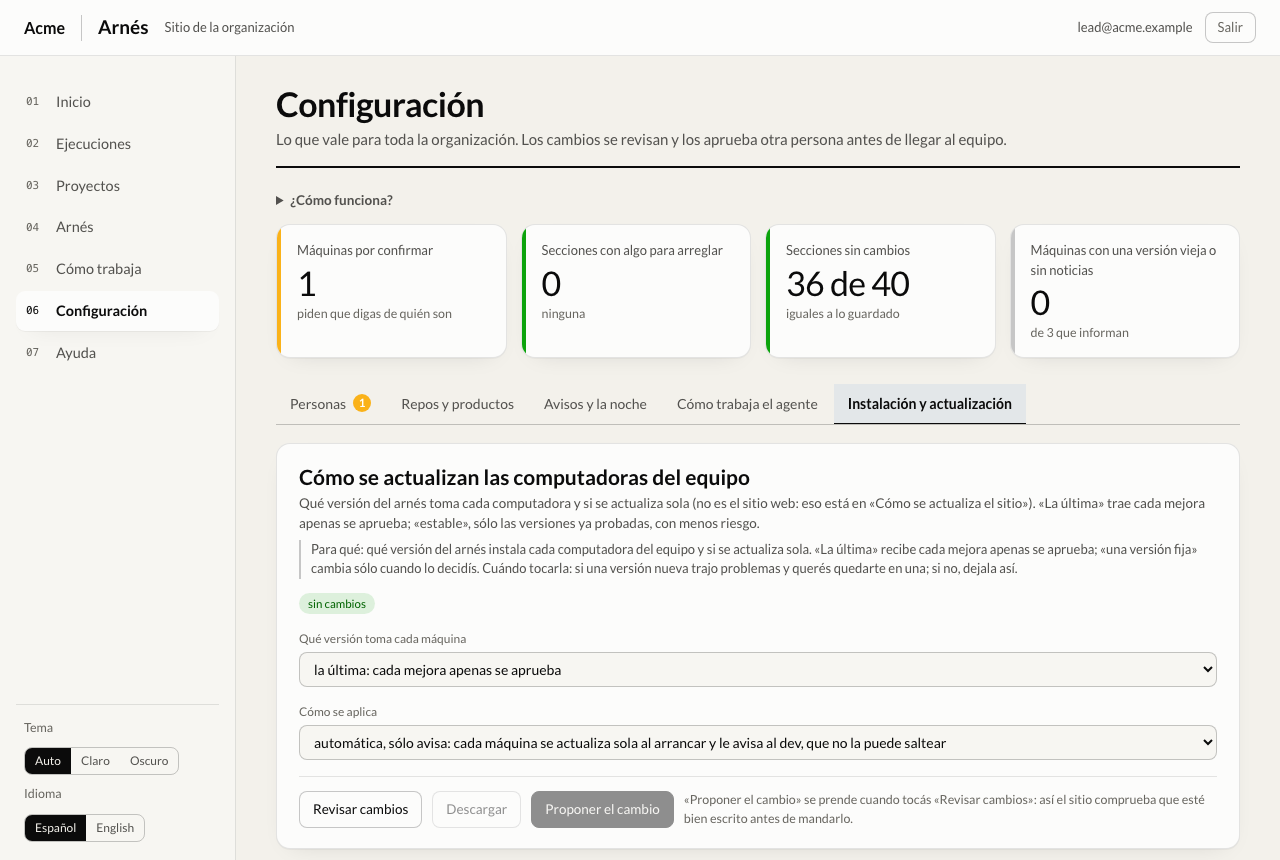 Acme
Arnés
Sitio de la organización
lead@acme.example
Salir
01 Inicio
02 Ejecuciones
03 Proyectos
04 Arnés
05 Cómo trabaja
06 Configuración
07 Ayuda
Tema
Auto Claro Oscuro
Idioma
Español English
Configuración
Lo que vale para toda la organización. Los cambios se revisan y los aprueba otra persona antes de llegar al equipo.
¿Cómo funciona?
Máquinas por confirmar
1
piden que digas de quién son
Secciones con algo para arreglar
0
ninguna
Secciones sin cambios
36 de 40
iguales a lo guardado
Máquinas con una versión vieja o
sin noticias
0
de 3 que informan
Personas 1 Repos y productos Avisos y la noche Cómo trabaja el agente Instalación y actualización
Cómo se actualizan las computadoras del equipo
Qué versión del arnés toma cada computadora y si se actualiza sola (no es el sitio web: eso está en «Cómo se actualiza el sitio»). «La última» trae cada mejora
apenas se aprueba; «estable», sólo las versiones ya probadas, con menos riesgo.
Para qué: qué versión del arnés instala cada computadora del equipo y si se actualiza sola. «La última» recibe cada mejora apenas se aprueba; «una versión fija»
cambia sólo cuando lo decidís. Cuándo tocarla: si una versión nueva trajo problemas y querés quedarte en una; si no, dejala así.
sin cambios
Qué versión toma cada máquina
la última: cada mejora apenas se aprueba
Cómo se aplica
automática, sólo avisa: cada máquina se actualiza sola al arrancar y le avisa al dev, que no la puede saltear
Revisar cambios Descargar Proponer el cambio
«Proponer el cambio» se prende cuando tocás «Revisar cambios»: así el sitio comprueba que esté
bien escrito antes de mandarlo.